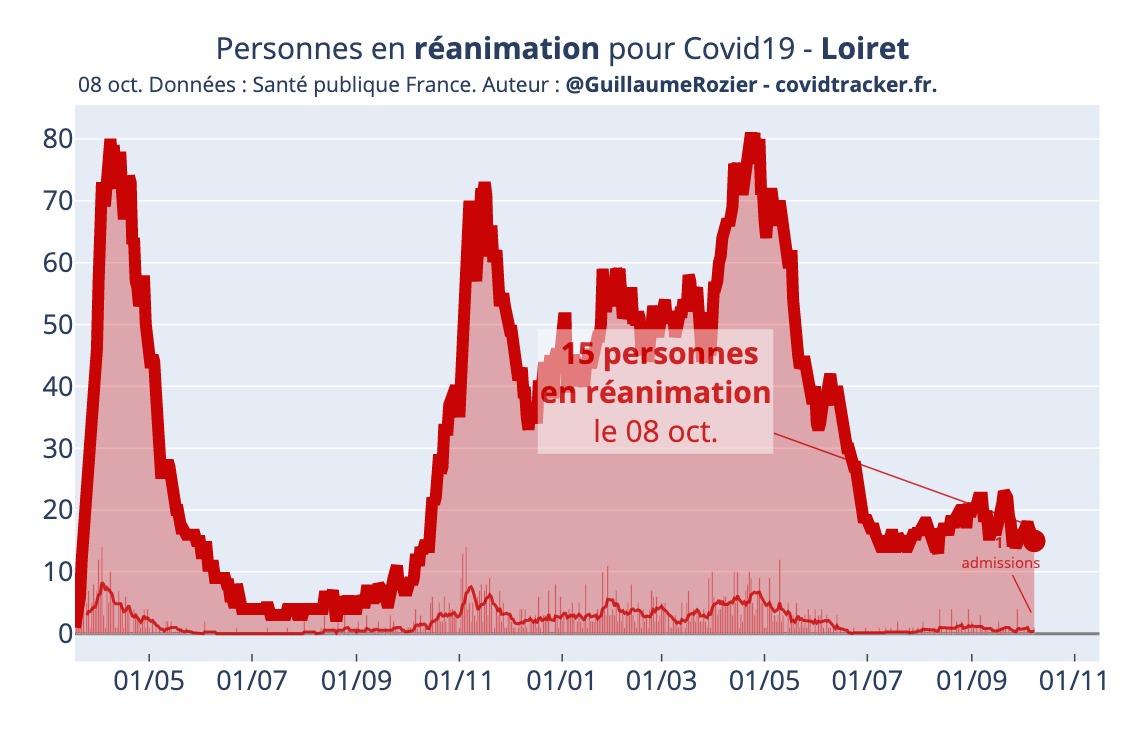 Personnes en réanimation pour Covid19 - Loiret
08 oct. Données : Santé publique France. Auteur : @GuillaumeRozier - covidtracker.fr.
80
70
60
50
40
30
20
10
0
15 personnes
en réanimation
le 08 oct.
1
admissions
01/05 01/07 01/09 01/11 01/01 01/03 01/05 01/07 01/09 01/11